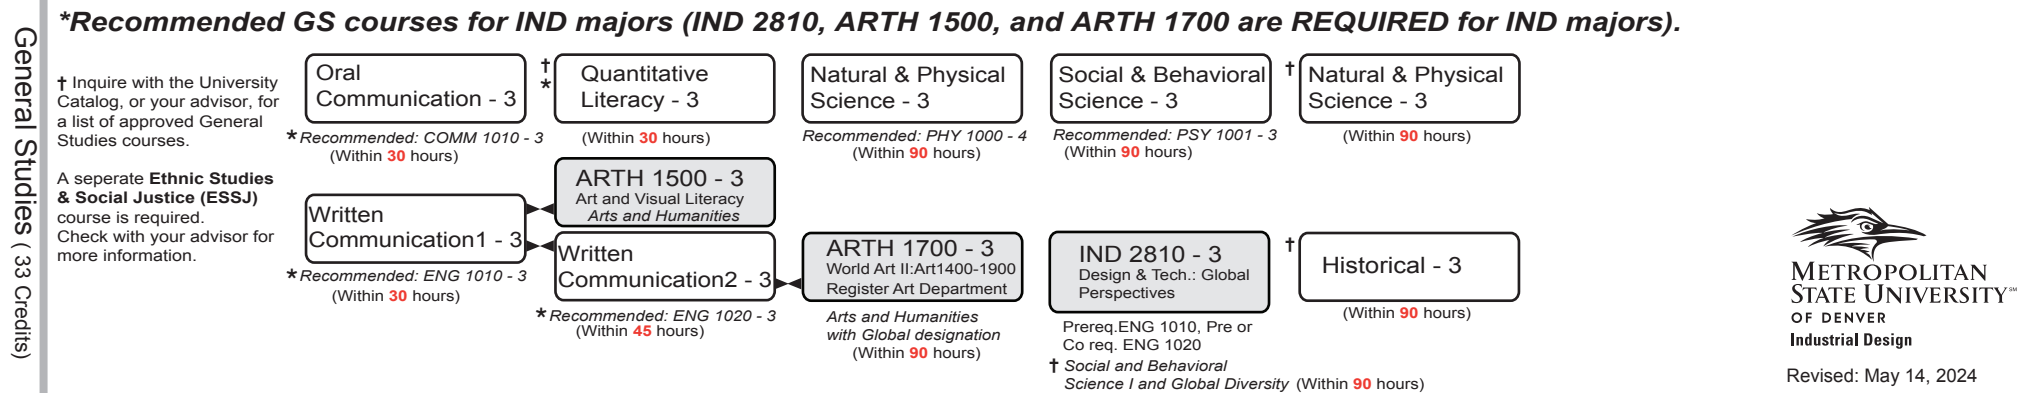 *Recommended GS courses for IND majors (IND 2810, ARTH 1500, and ARTH 1700 are REQUIRED for IND majors).
General Studies ( 33 Credits)
† Inquire with the University
Catalog, or your advisor, for
a list of approved General
Studies courses.
A seperate Ethnic Studies
& Social Justice (ESSJ)
course is required.
Check with your advisor for
more information.
Oral
Communication - 3
*Recommended: COMM 1010 - 3
(Within 30 hours)
†
*
Quantitative
Literacy - 3
(Within 30 hours)
Natural & Physical
Science - 3
Recommended: PHY 1000 - 4
(Within 90 hours)
Social & Behavioral
Science - 3
Recommended: PSY 1001 - 3
(Within 90 hours)
† Natural & Physical
Science - 3
(Within 90 hours)
ARTH 1500 - 3
Art and Visual Literacy
Arts and Humanities
Written
Communication1 - 3
*Recommended: ENG 1010 - 3
(Within 30 hours)
Written
Communication2 - 3
*Recommended: ENG 1020 - 3
(Within 45 hours)
ARTH 1700 - 3
World Art II:Art1400-1900
Register Art Department
Arts and Humanities
with Global designation
(Within 90 hours)
IND 2810 - 3
Design & Tech.: Global
Perspectives
Prereq.ENG 1010, Pre or
Co req. ENG 1020
† Social and Behavioral
Science I and Global Diversity (Within 90 hours)
† Historical - 3
(Within 90 hours)
METROPOLITAN
STATE UNIVERSITY℠
OF DENVER
Industrial Design
Revised: May 14, 2024